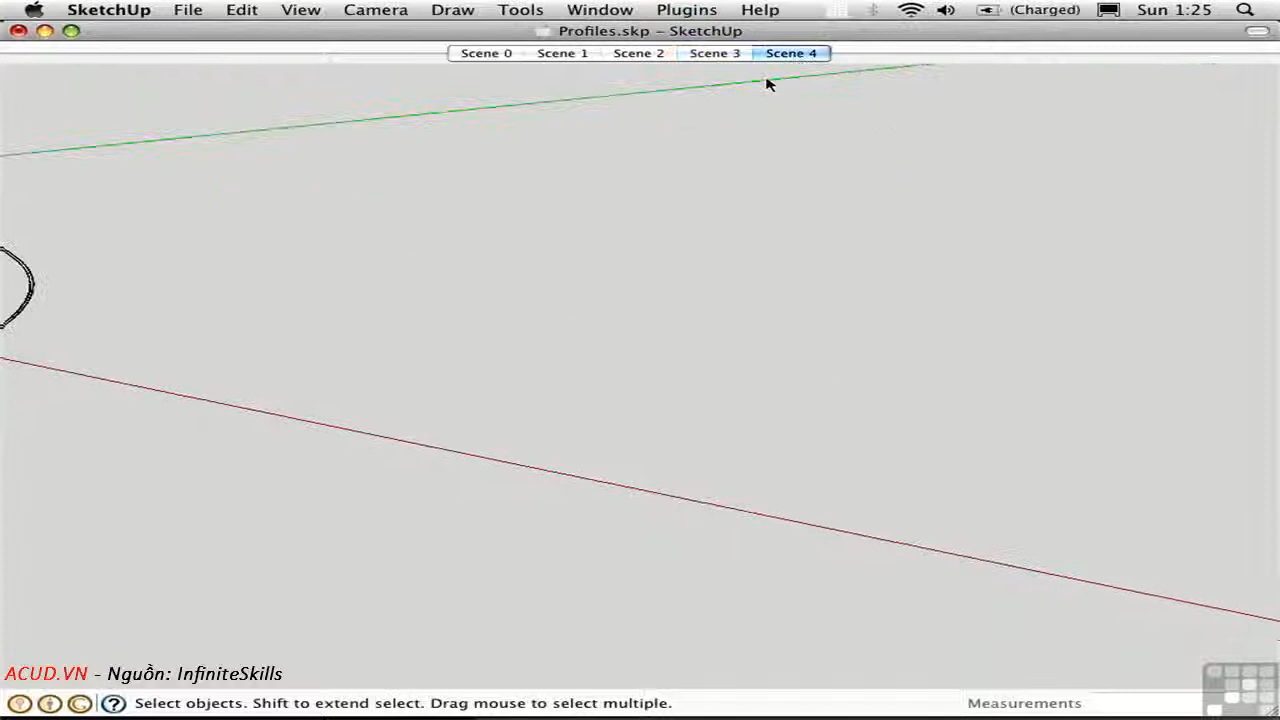 SketchUp File Edit View Camera Draw Tools Window Plugins Help (Charged) Sun 1:25
Profiles.skp – SketchUp
Scene 0 Scene 1 Scene 2 Scene 3 Scene 4
ACUD.VN - Nguồn: InfiniteSkills
Select objects. Shift to extend select. Drag mouse to select multiple. Measurements